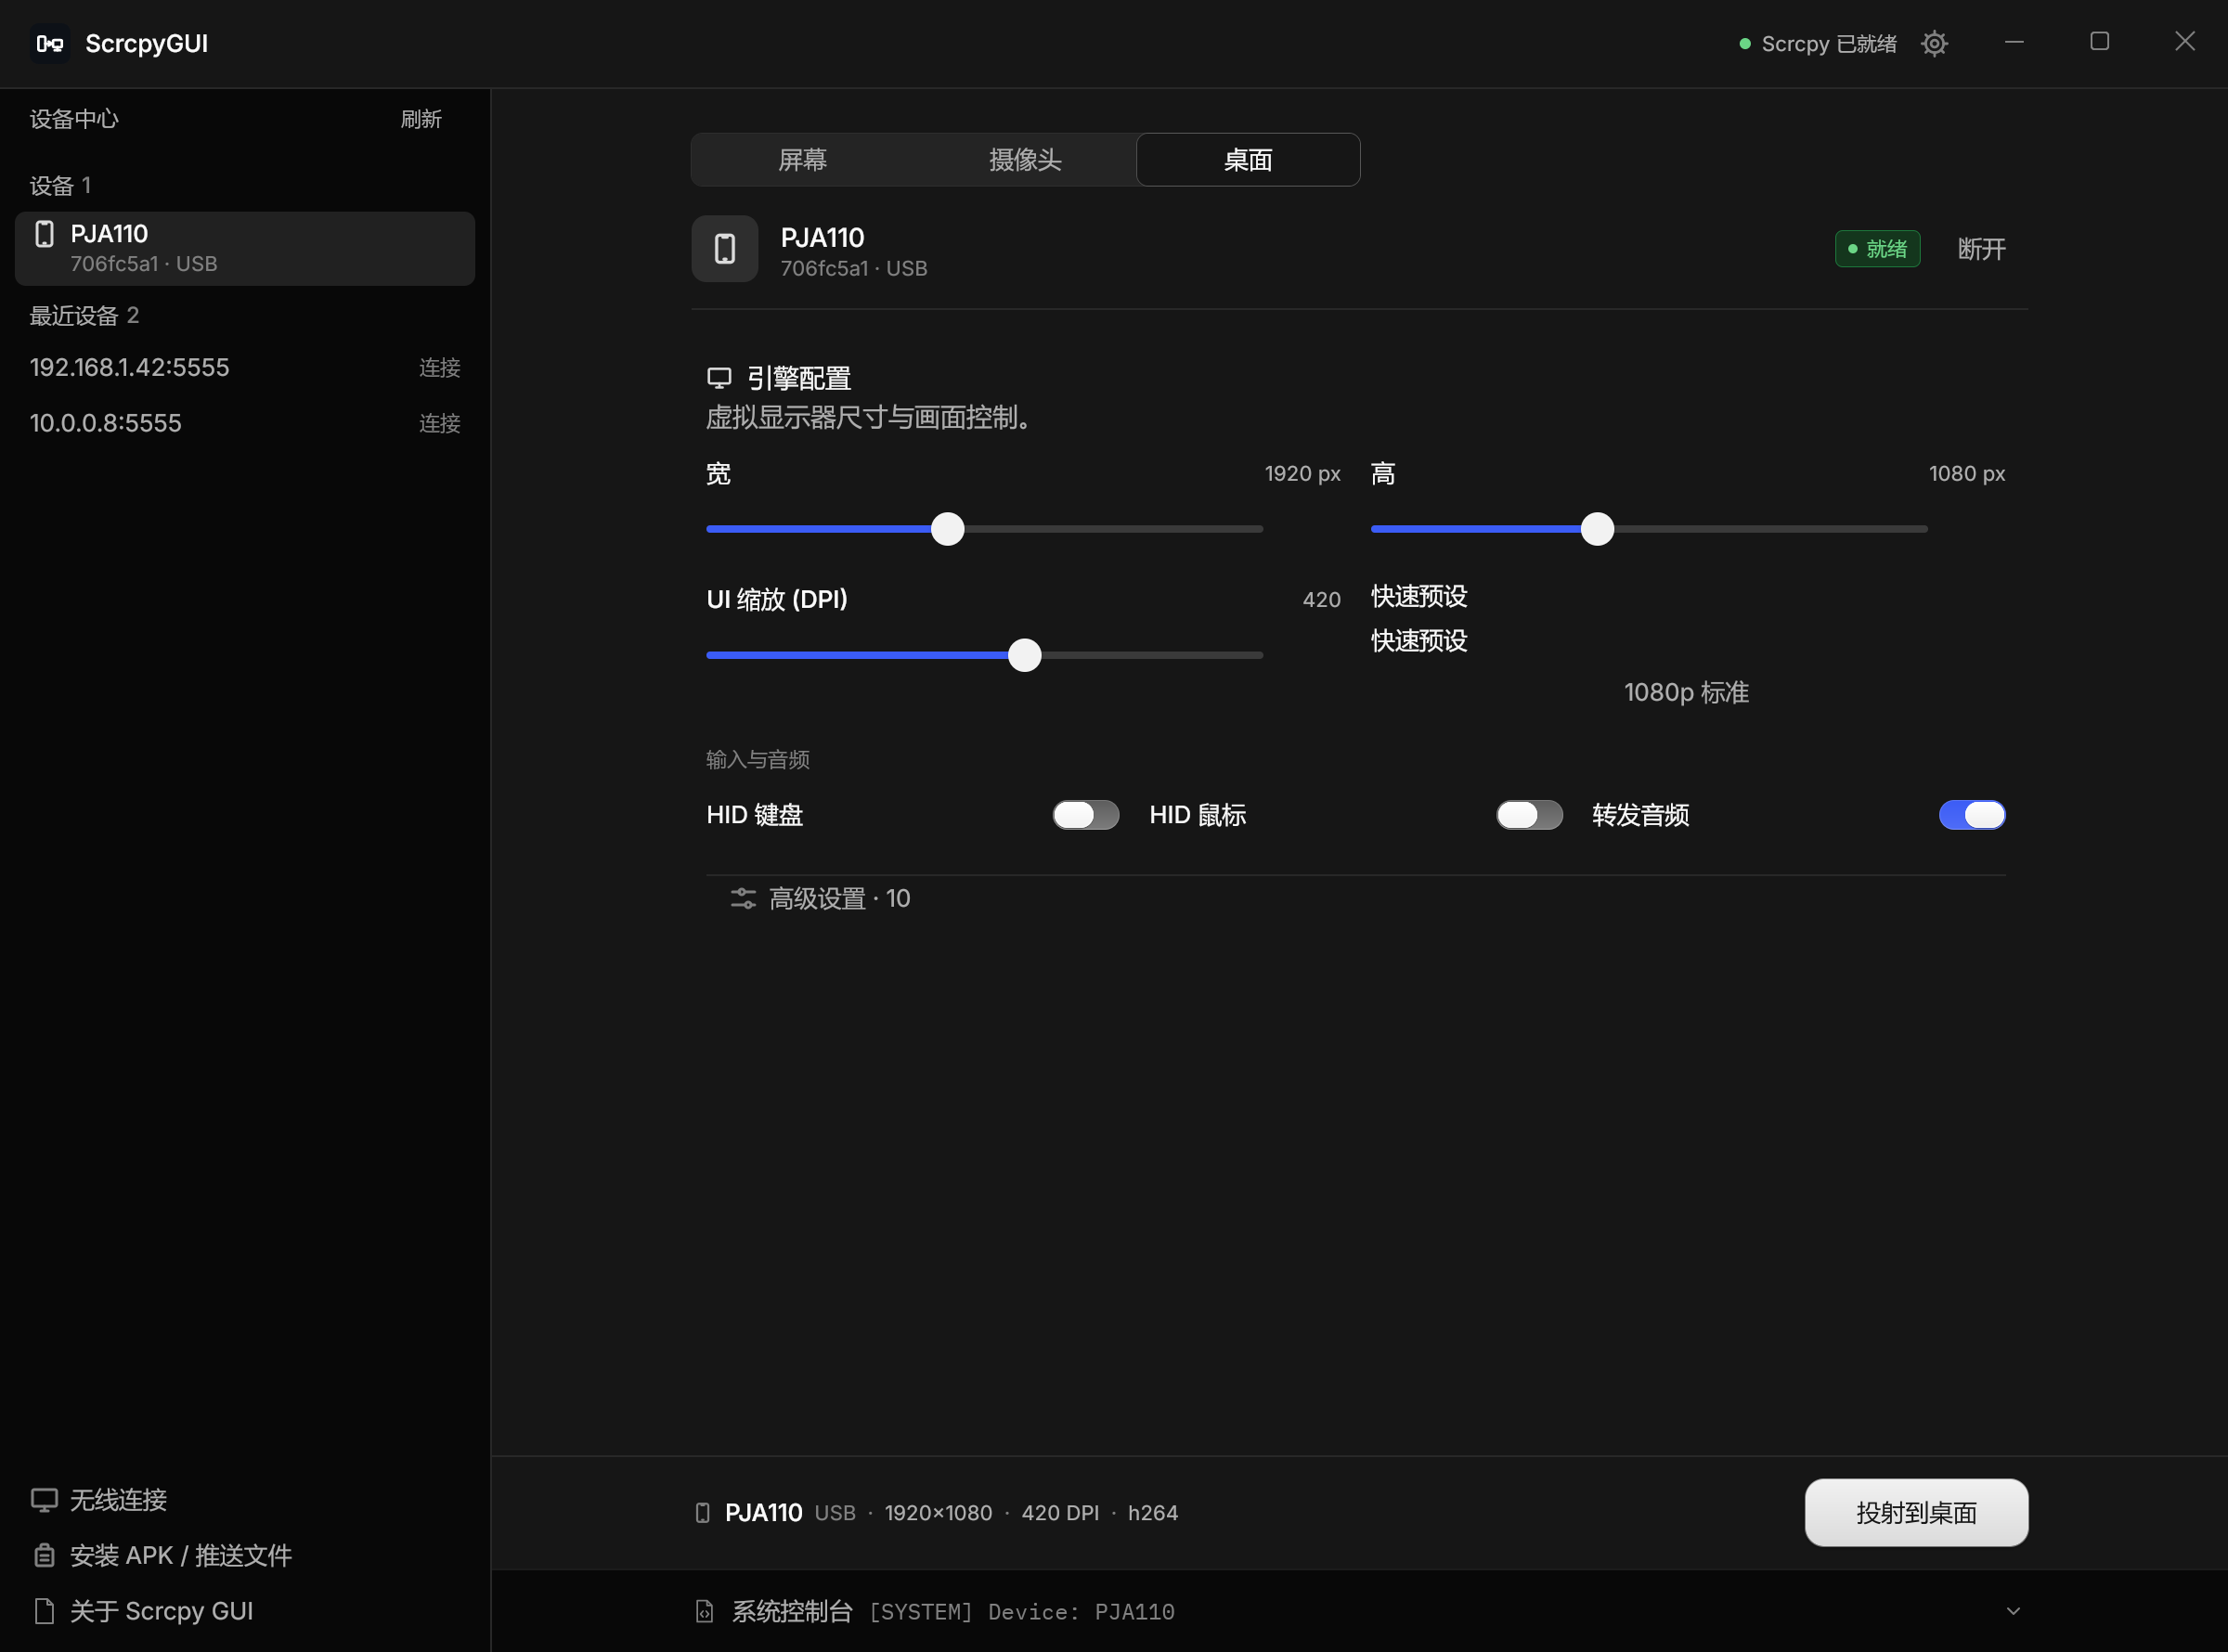 ScrcpyGUI
Scrcpy 已就绪
设备中心
刷新
设备 1
PJA110
706fc5a1 · USB
最近设备 2
192.168.1.42:5555
连接
10.0.0.8:5555
连接
无线连接
安装 APK / 推送文件
关于 Scrcpy GUI
屏幕
摄像头
桌面
PJA110
706fc5a1 · USB
就绪
断开
引擎配置
虚拟显示器尺寸与画面控制。
宽
1920 px
高
1080 px
UI 缩放 (DPI)
420
快速预设
快速预设
1080p 标准
输入与音频
HID 键盘
HID 鼠标
转发音频
高级设置 · 10
PJA110 USB · 1920×1080 · 420 DPI · h264
投射到桌面
系统控制台 [SYSTEM] Device: PJA110